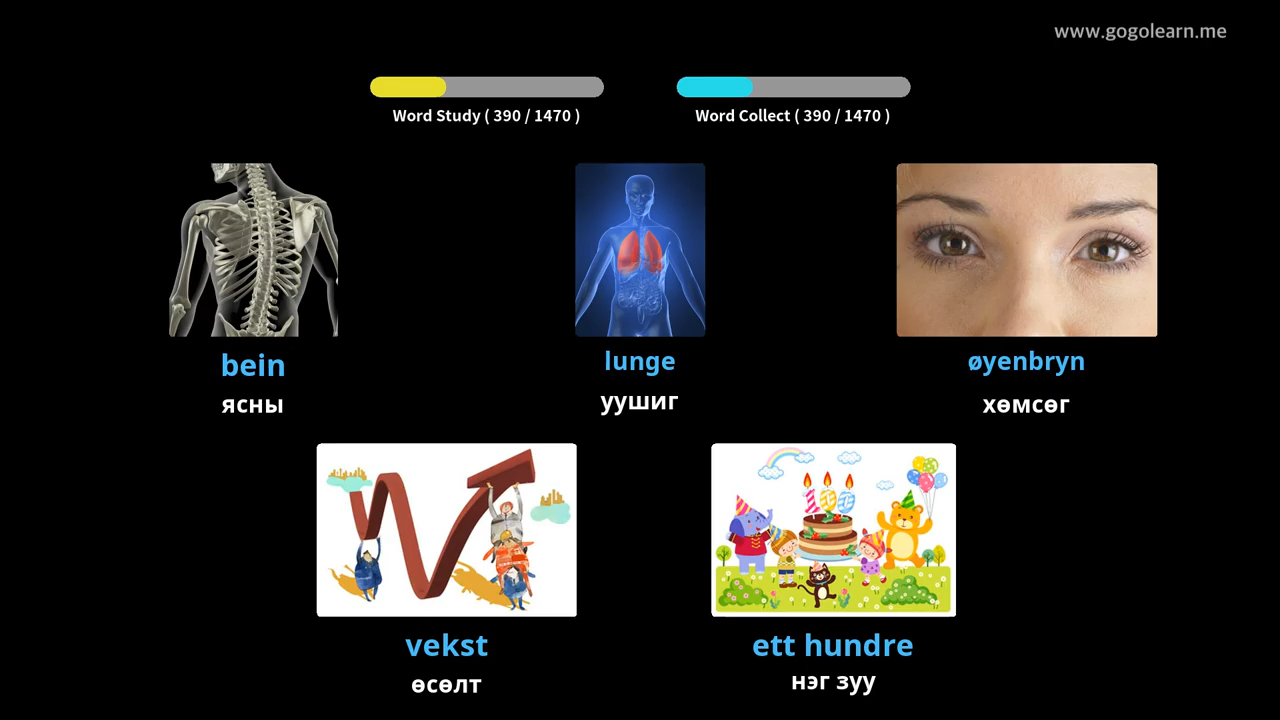 www.gogolearn.me
Word Study ( 390 / 1470 )
Word Collect ( 390 / 1470 )
bein
ясны
lunge
уушиг
øyenbryn
хөмсөг
vekst
өсөлт
100
ett hundre
нэг зуу